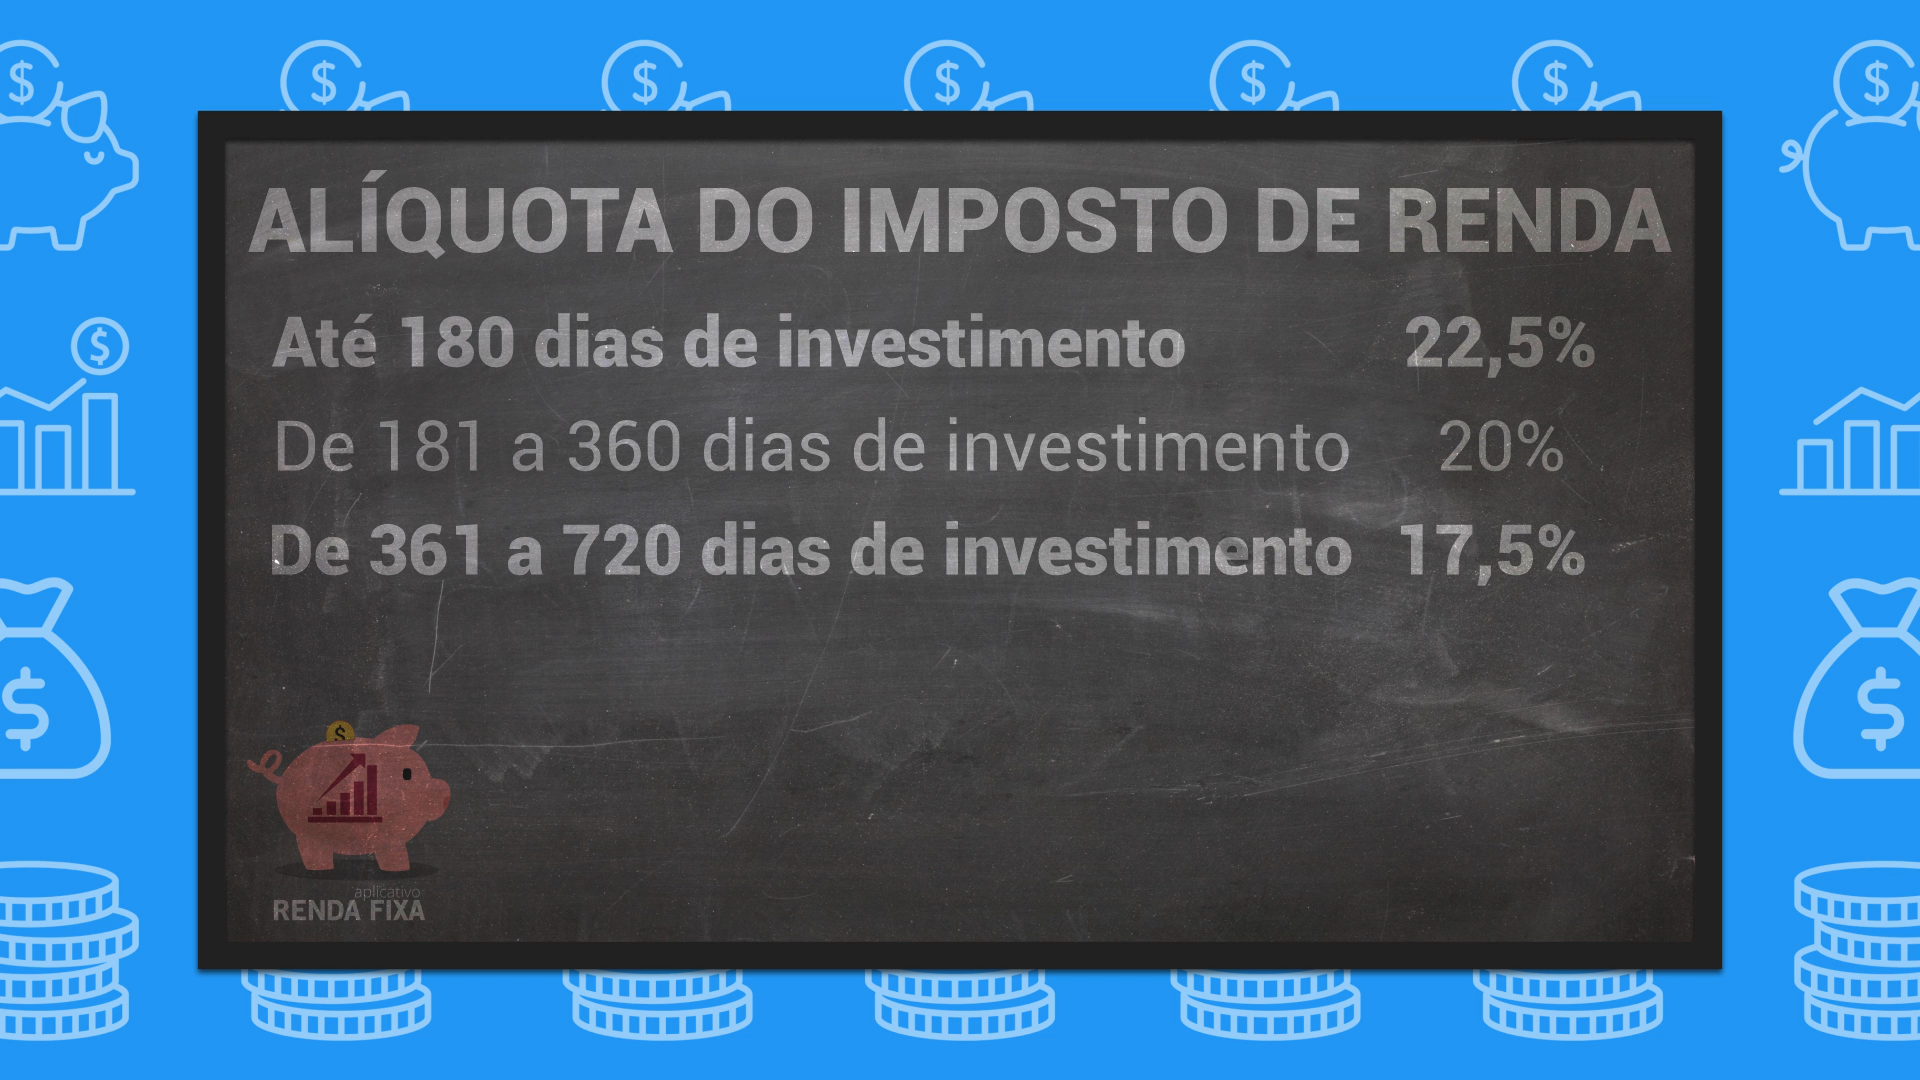 ALÍQUOTA DO IMPOSTO DE RENDA
Até 180 dias de investimento 22,5%
De 181 a 360 dias de investimento 20%
De 361 a 720 dias de investimento 17,5%
aplicativo
RENDA FIXA